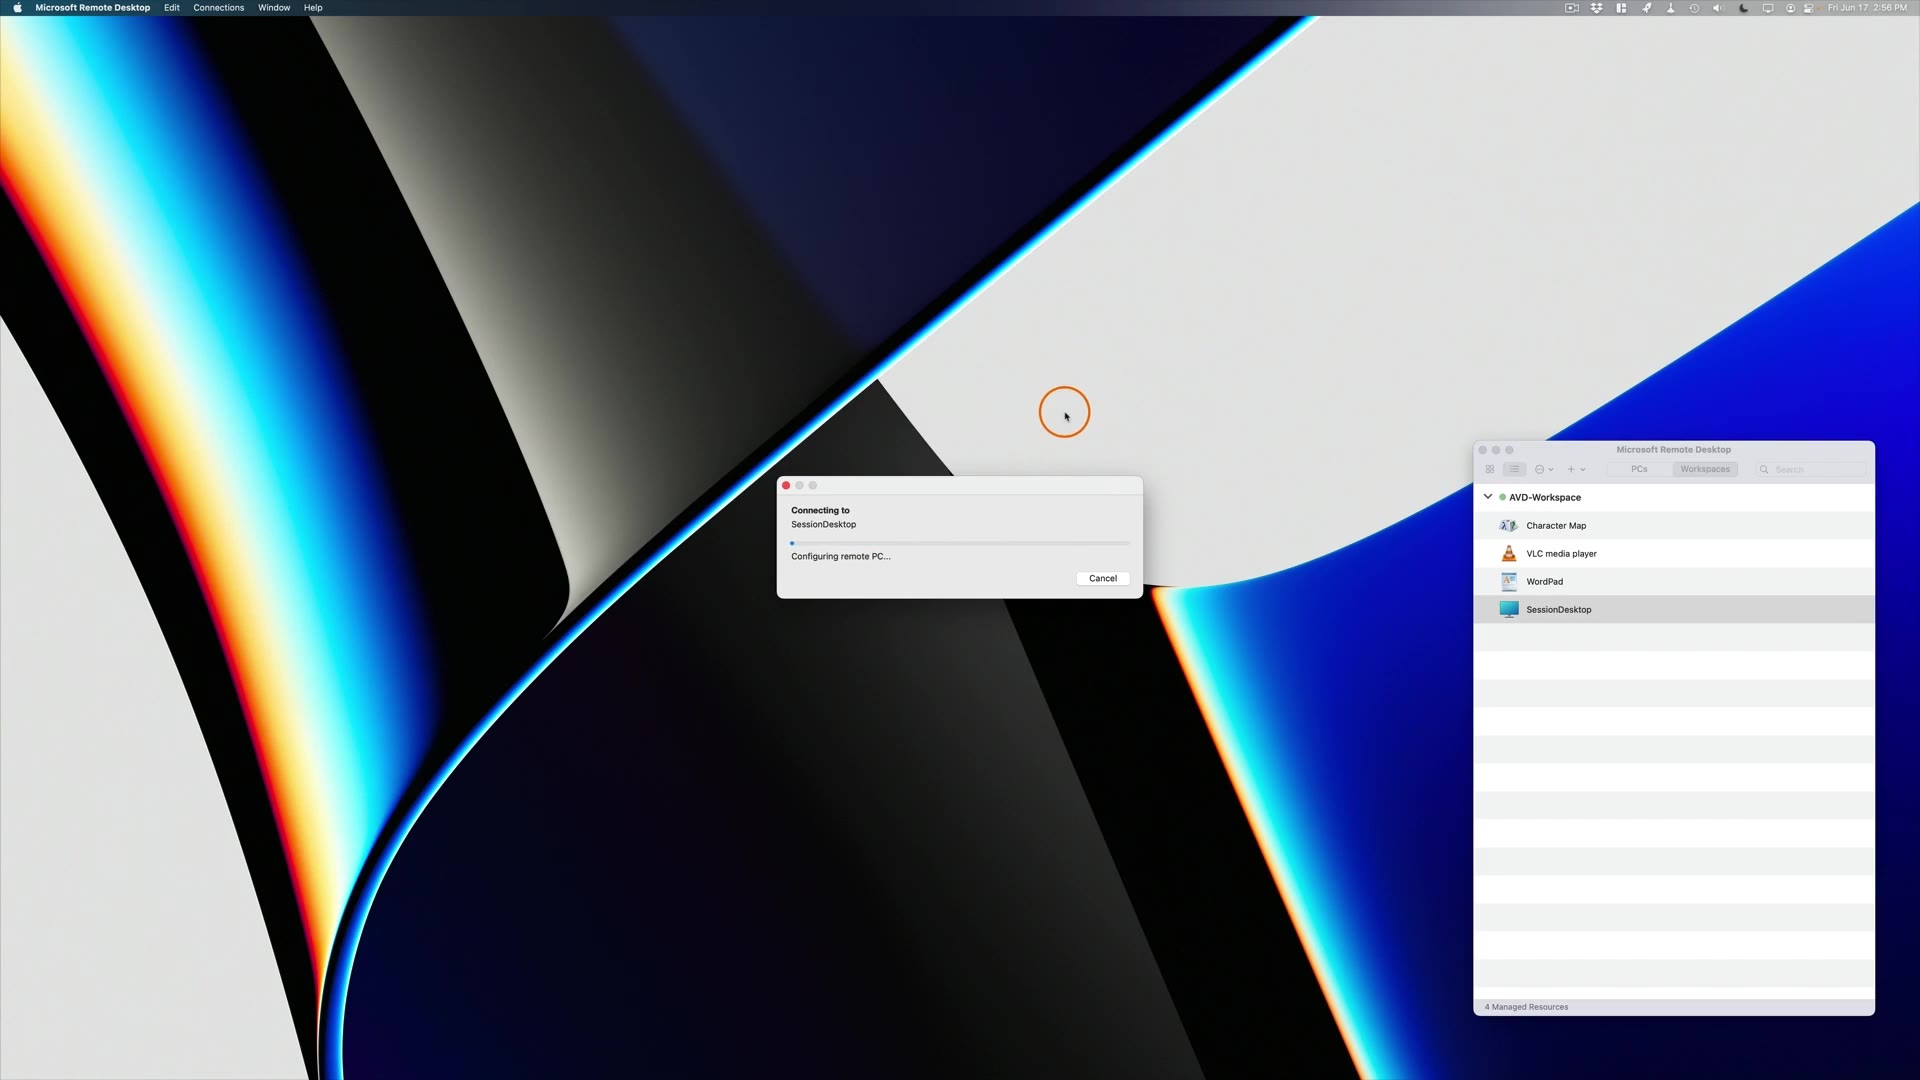 Microsoft Remote Desktop Edit Connections Window Help Fri Jun 17 2:56 PM
Connecting to
SessionDesktop
Configuring remote PC...
Cancel
Microsoft Remote Desktop
PCs Workspaces Search
AVD-Workspace
Character Map
VLC media player
WordPad
SessionDesktop
4 Managed Resources